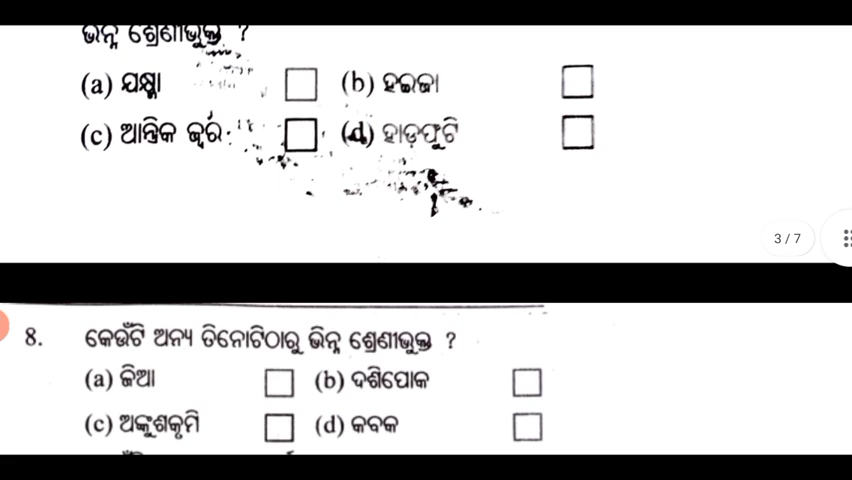 ଭିନ୍ନ ଶ୍ରେଣୀଭୁକ୍ତ ?
(a) ଯକ୍ଷ୍ମା (b) ହଇଜା
(c) ଆନ୍ତ୍ରିକ ଜ୍ୱର (d) ହାଡ଼ଫୁଟି
3 / 7
8. କେଉଁଟି ଅନ୍ୟ ତିନୋଟିଠାରୁ ଭିନ୍ନ ଶ୍ରେଣୀଭୁକ୍ତ ?
(a) ଜିଆ (b) ଦଶିପୋକ
(c) ଅଙ୍କୁଶକୃମି (d) କବକ